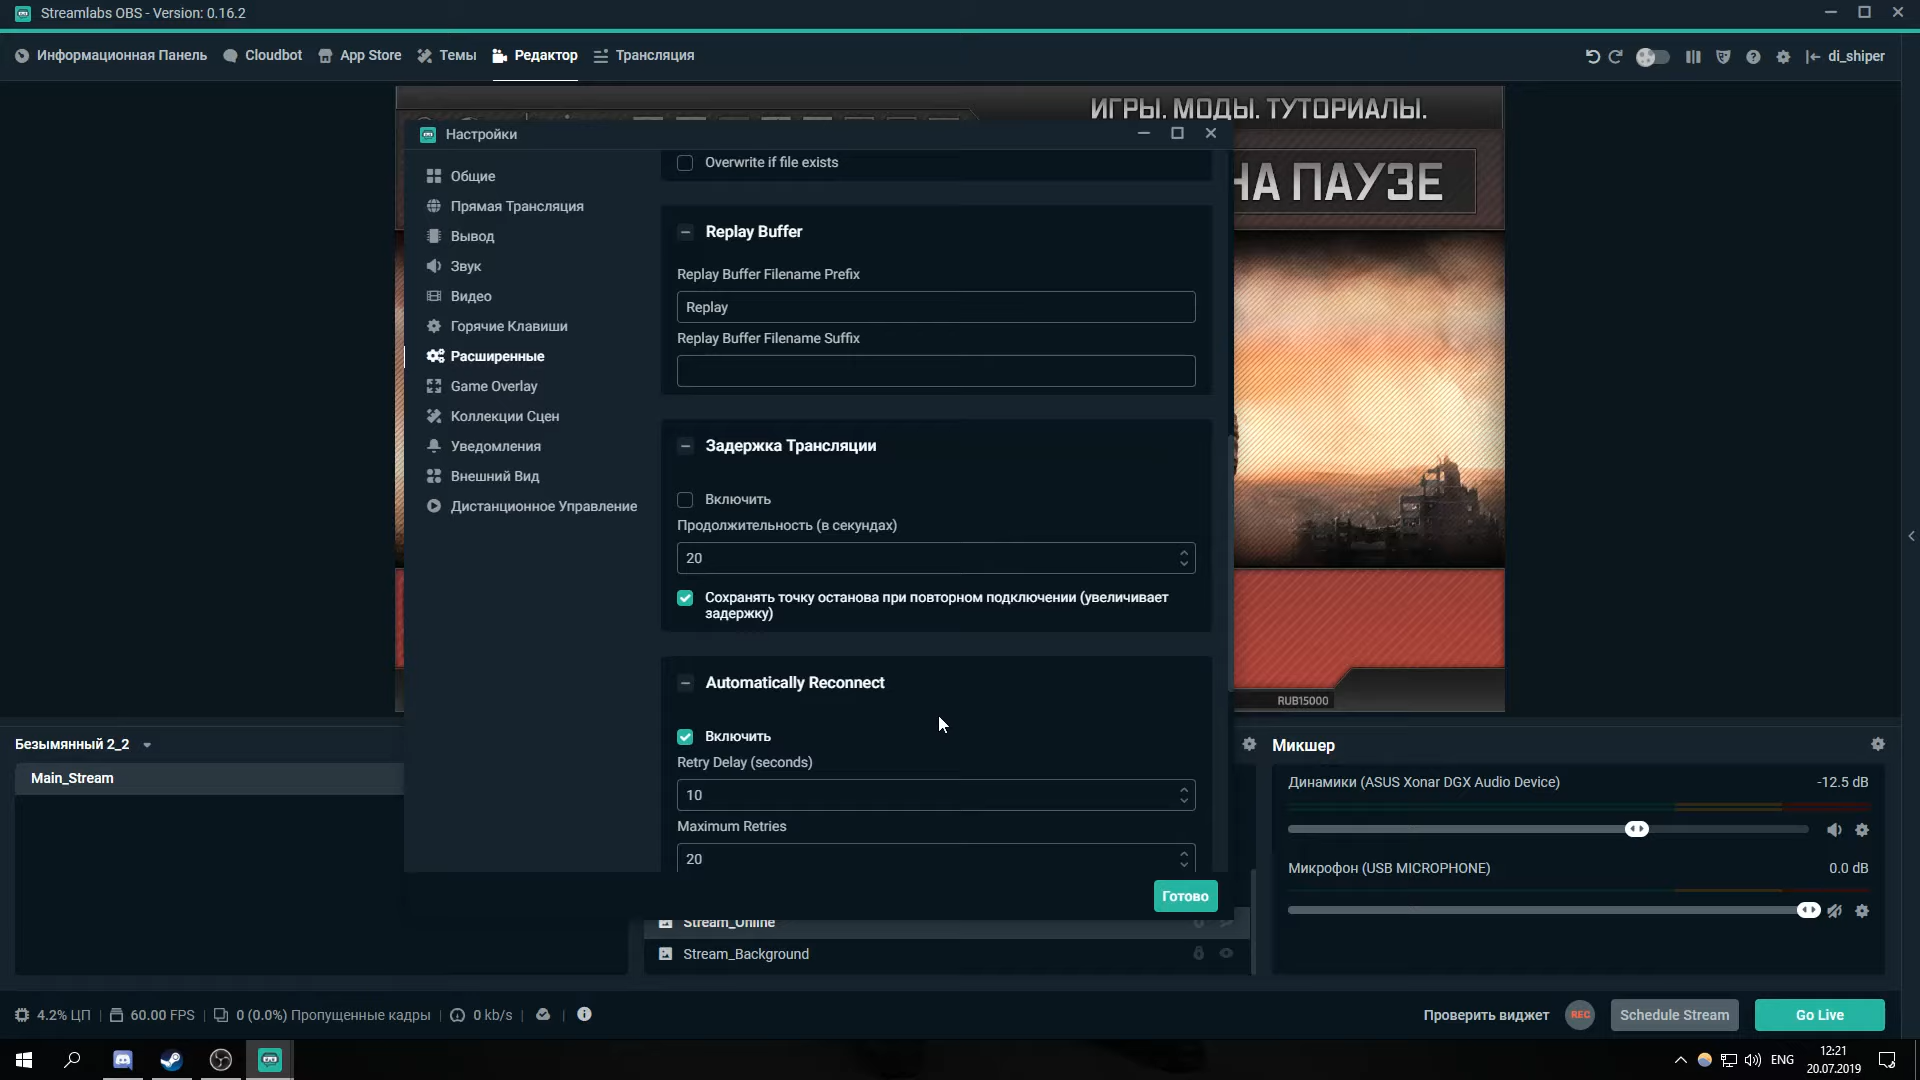 Streamlabs OBS - Version: 0.16.2
Информационная Панель
Cloudbot
App Store
Темы
Редактор
Трансляция
di_shiper
ИГРЫ. МОДЫ. ТУТОРИАЛЫ.
НА ПАУЗЕ
Настройки
Общие
Прямая Трансляция
Вывод
Звук
Видео
Горячие Клавиши
Расширенные
Game Overlay
Коллекции Сцен
Уведомления
Внешний Вид
Дистанционное Управление
Overwrite if file exists
Replay Buffer
Replay Buffer Filename Prefix
Replay
Replay Buffer Filename Suffix
Задержка Трансляции
Включить
Продолжительность (в секундах)
20
Сохранять точку останова при повторном подключении (увеличивает
задержку)
Automatically Reconnect
Включить
Retry Delay (seconds)
10
Maximum Retries
20
Готово
RUB15000
Безымянный 2_2
Main_Stream
Stream_Online
Stream_Background
Микшер
Динамики (ASUS Xonar DGX Audio Device)
-12.5 dB
Микрофон (USB MICROPHONE)
0.0 dB
4.2% ЦП
60.00 FPS
0 (0.0%) Пропущенные кадры
0 kb/s
Проверить виджет
REC
Schedule Stream
Go Live
ENG
12:21
20.07.2019